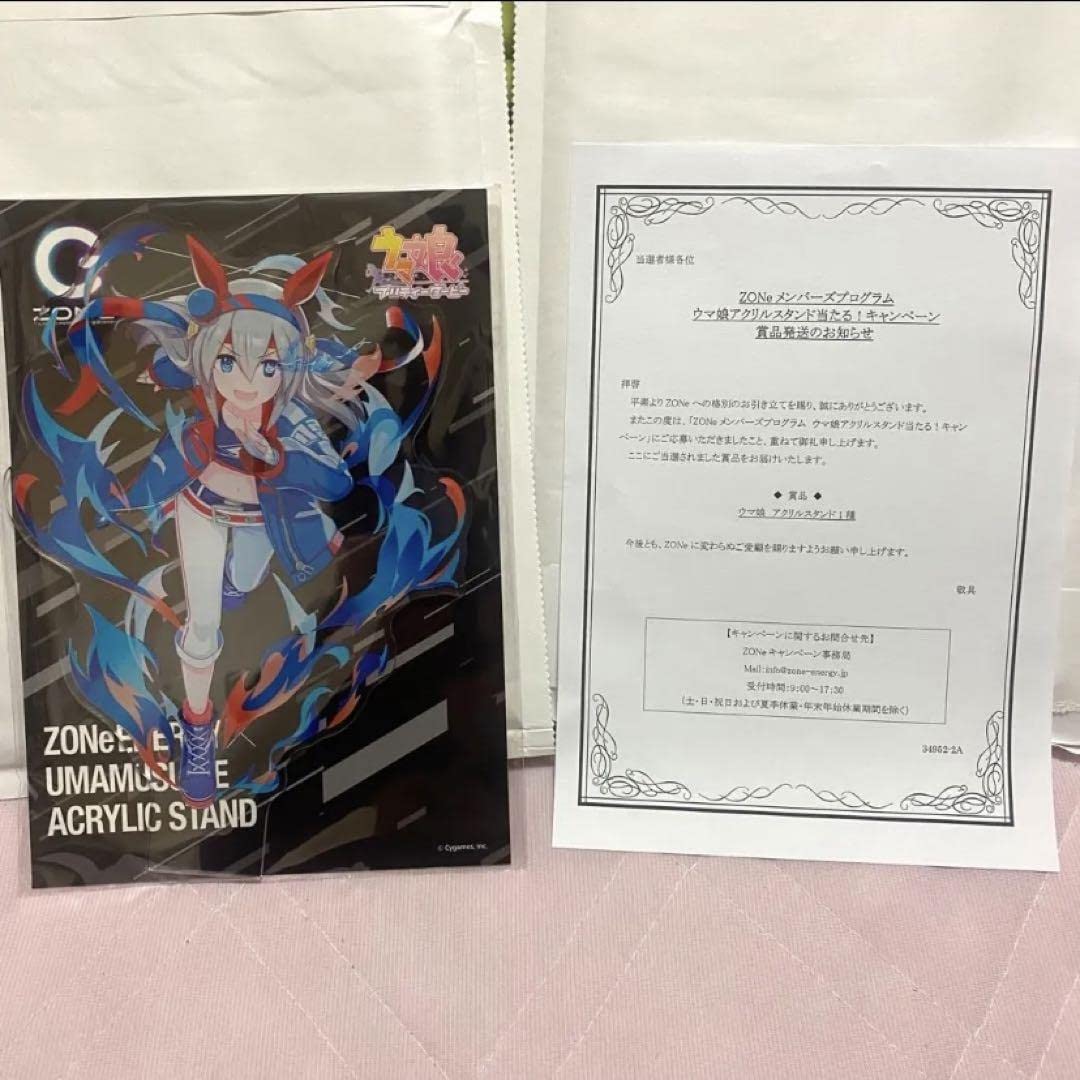 ZONE
ウマ娘
プリティーダービー
ZONe ENERGY ×
UMAMUSUME
ACRYLIC STAND
© Cygames, Inc.
当選者様各位
ZONe メンバーズプログラム
ウマ娘アクリルスタンド当たる！キャンペーン
賞品発送のお知らせ
拝啓
平素より ZONe への格別のお引き立てを賜り、誠にありがとうございます。
またこの度は、「ZONe メンバーズプログラム ウマ娘アクリルスタンド当たる！キャン
ペーン」にご応募いただきましたこと、重ねて御礼申し上げます。
ここにご当選されました賞品をお届けいたします。
◆ 賞品 ◆
ウマ娘 アクリルスタンド1種
今後とも、ZONe に変わらぬご愛顧を賜りますようお願い申し上げます。
敬具
【キャンペーンに関するお問合せ先】
ZONe キャンペーン事務局
Mail:info@zone-energy.jp
受付時間:9:00～17:30
(土・日・祝日および夏季休業・年末年始休業期間を除く)
34952-2A